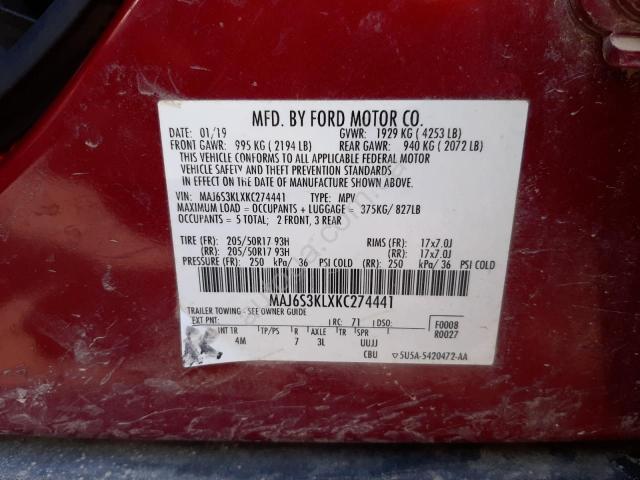 MFD. BY FORD MOTOR CO.
DATE: 01/19 GVWR: 1929 KG ( 4253 LB)
FRONT GAWR: 995 KG ( 2194 LB) REAR GAWR: 940 KG ( 2072 LB)
THIS VEHICLE CONFORMS TO ALL APPLICABLE FEDERAL MOTOR
VEHICLE SAFETY AND THEFT PREVENTION STANDARDS
IN EFFECT ON THE DATE OF MANUFACTURE SHOWN ABOVE.
VIN: MAJ6S3KLXKC274441 TYPE: MPV
MAXIMUM LOAD = OCCUPANTS + LUGGAGE = 375KG/ 827LB
OCCUPANTS = 5 TOTAL: 2 FRONT, 3 REAR
TIRE (FR): 205/50R17 93H RIMS (FR): 17x7.0J
(RR): 205/50R17 93H (RR): 17x7.0J
PRESSURE (FR): 250 kPa/ 36 PSI COLD (RR): 250 kPa/ 36 PSI COLD
MAJ6S3KLXKC274441
TRAILER TOWING - SEE OWNER GUIDE
EXT PNT: RC: 71 DSO: F0008
R0027
INT TR TP/PS R AXLE TR SPR
4M 7 3L UUJJ
CBU 5U5A-5420472-AA